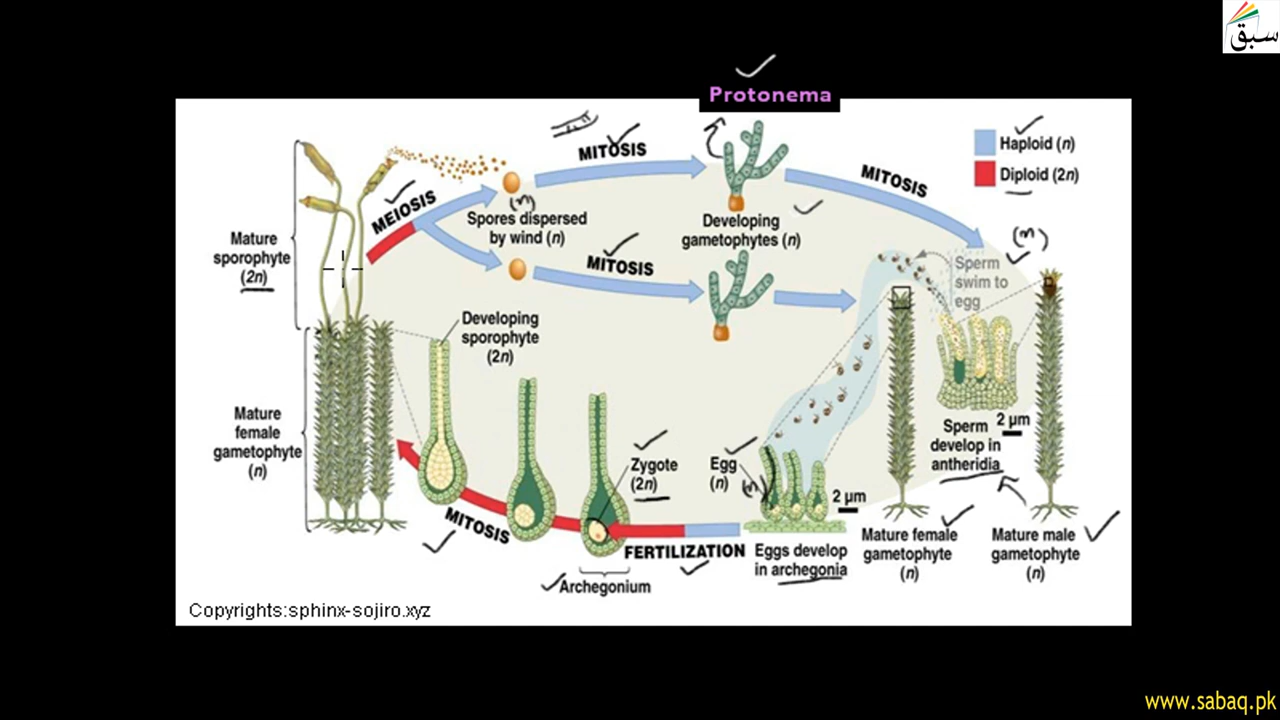 سبق
Protonema
MITOSIS
MITOSIS
Haploid (n)
Diploid (2n)
MEIOSIS
(n)
Spores dispersed
by wind (n)
Developing
gametophytes (n)
(n)
Mature
sporophyte
(2n)
MITOSIS
Sperm
swim to
egg
Developing
sporophyte
(2n)
Mature
female
gametophyte
(n)
2 µm
Sperm
develop in
antheridia
Zygote
(2n)
Egg
(n)
(n)
2 µm
MITOSIS
FERTILIZATION
Archegonium
Eggs develop
in archegonia
Mature female
gametophyte
(n)
Mature male
gametophyte
(n)
Copyrights:sphinx-sojiro.xyz
www.sabaq.pk